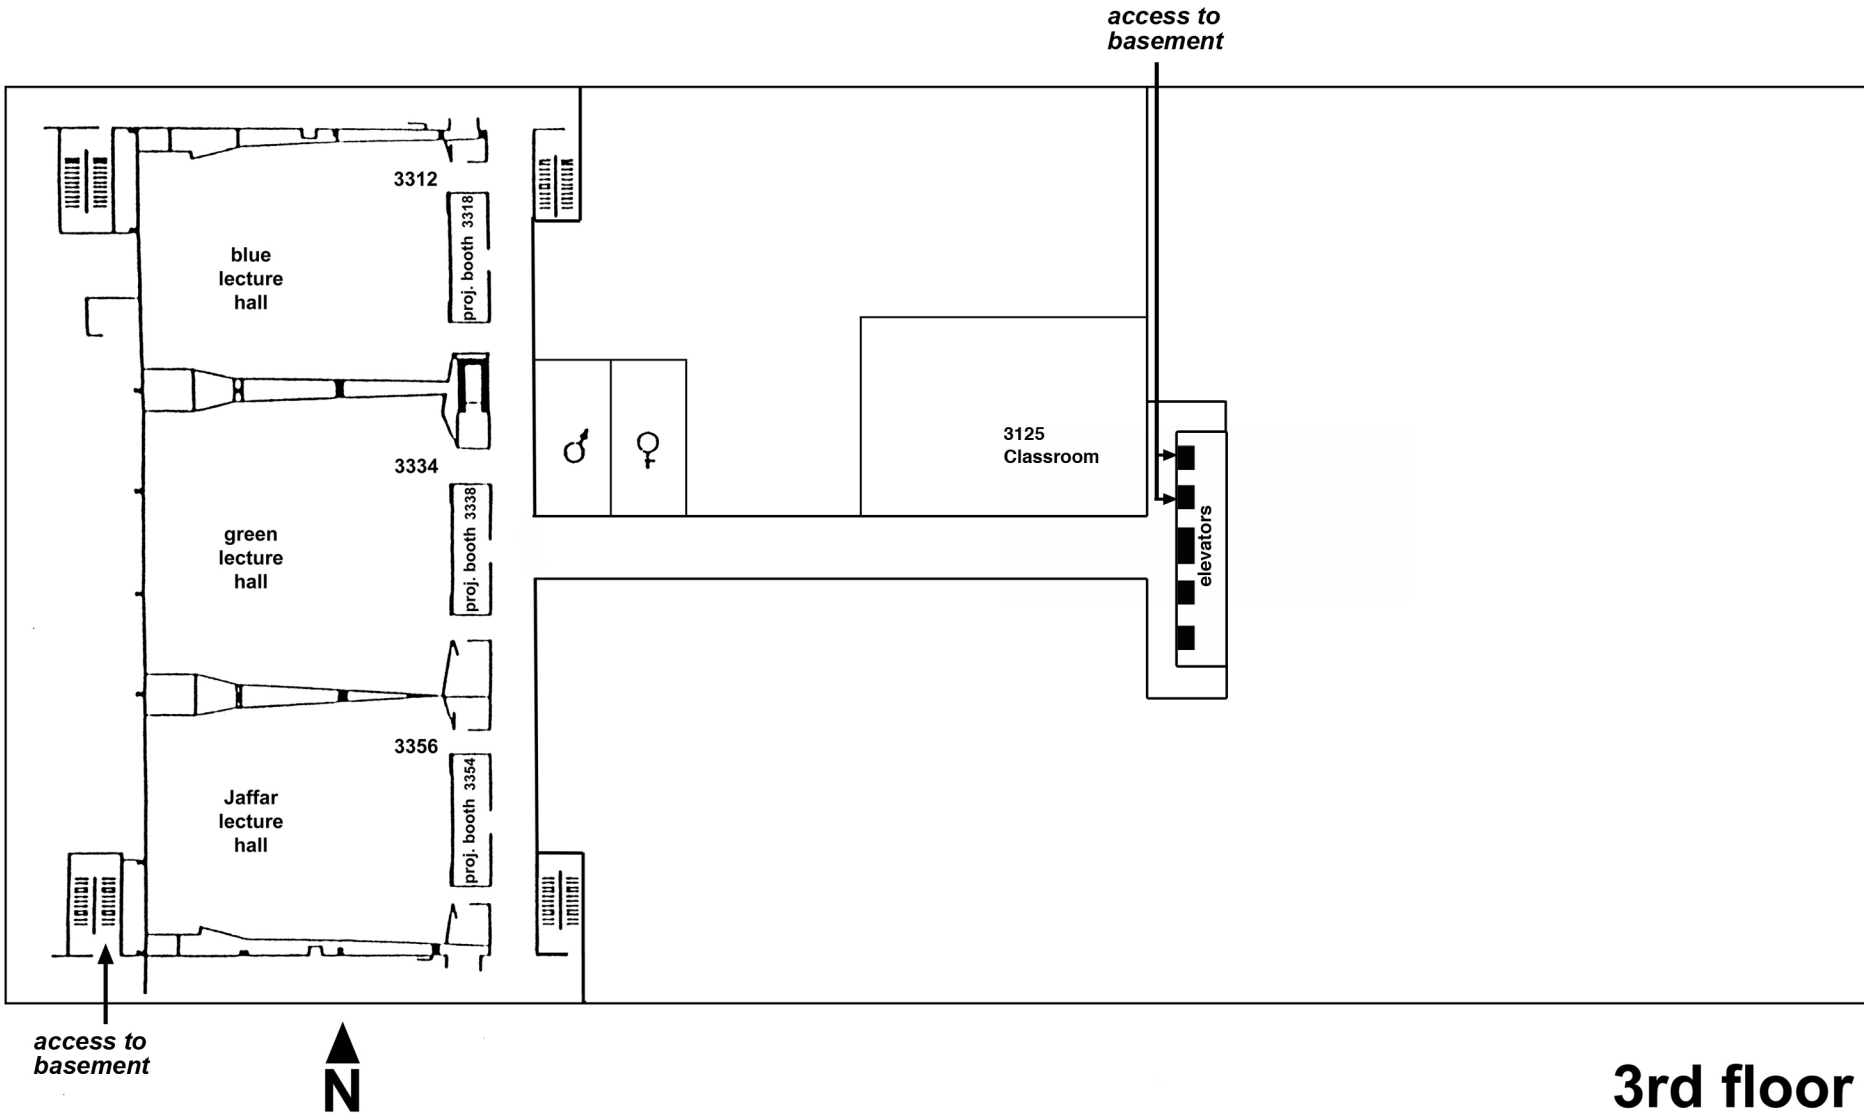 access to
basement
3312
proj. booth 3318
blue
lecture
hall
3125
Classroom
3334
proj. booth 3338
elevators
green
lecture
hall
3356
proj. booth 3354
Jaffar
lecture
hall
access to
basement
N
3rd floor